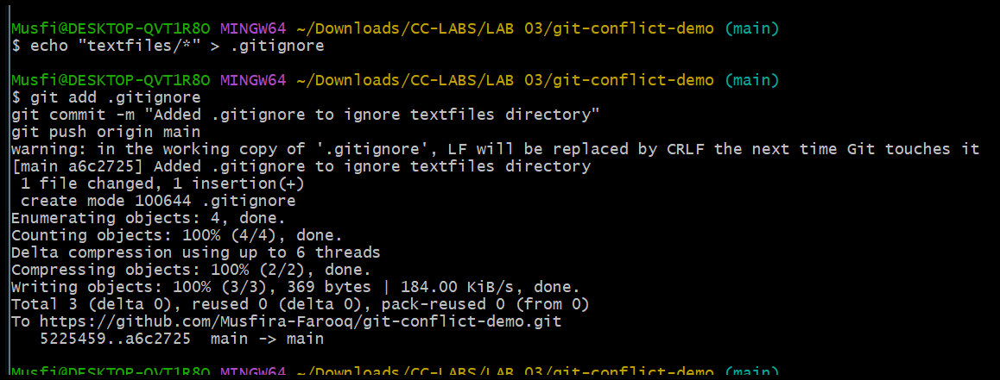 Musfi@DESKTOP-QVT1R8O MINGW64 ~/Downloads/CC-LABS/LAB 03/git-conflict-demo (main)
$ echo "textfiles/*" > .gitignore
Musfi@DESKTOP-QVT1R8O MINGW64 ~/Downloads/CC-LABS/LAB 03/git-conflict-demo (main)
$ git add .gitignore
git commit -m "Added .gitignore to ignore textfiles directory"
git push origin main
warning: in the working copy of '.gitignore', LF will be replaced by CRLF the next time Git touches it
[main a6c2725] Added .gitignore to ignore textfiles directory
 1 file changed, 1 insertion(+)
 create mode 100644 .gitignore
Enumerating objects: 4, done.
Counting objects: 100% (4/4), done.
Delta compression using up to 6 threads
Compressing objects: 100% (2/2), done.
Writing objects: 100% (3/3), 369 bytes | 184.00 KiB/s, done.
Total 3 (delta 0), reused 0 (delta 0), pack-reused 0 (from 0)
To https://github.com/Musfira-Farooq/git-conflict-demo.git
   5225459..a6c2725  main -> main
Musfi@DESKTOP-QVT1R8O MINGW64 ~/Downloads/CC-LABS/LAB 03/git-conflict-demo (main)